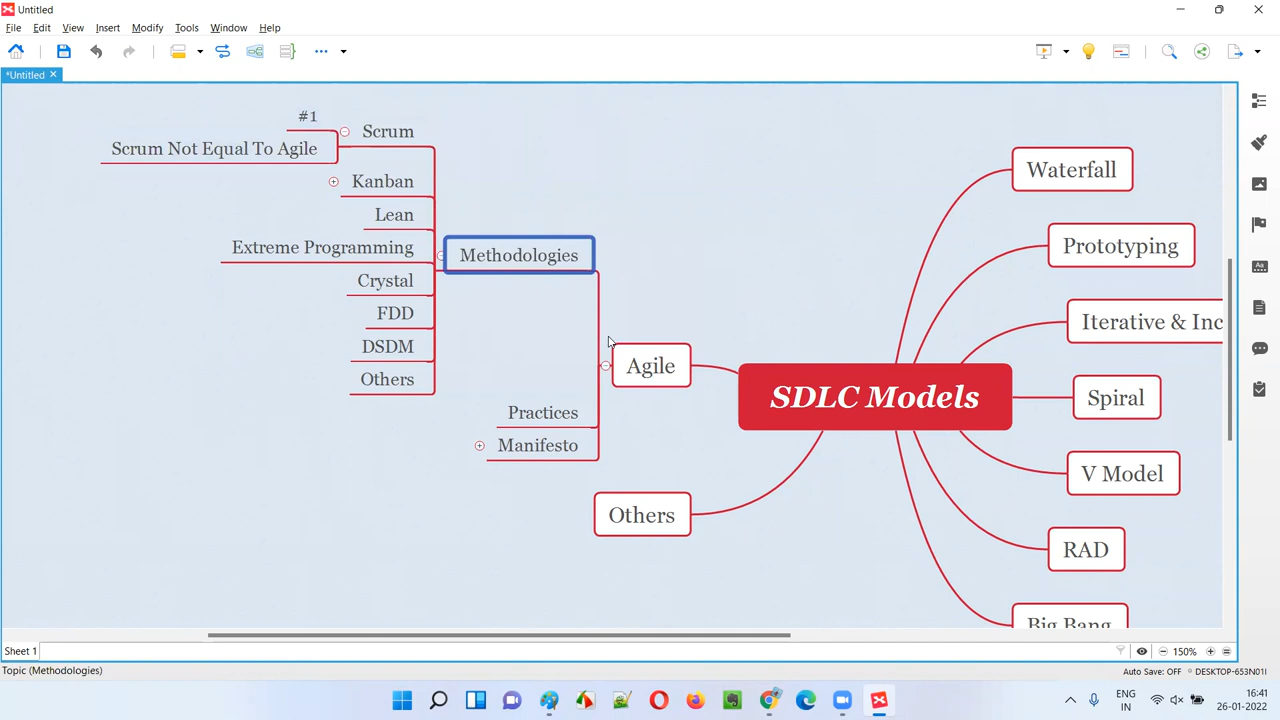 Untitled
File Edit View Insert Modify Tools Window Help
*Untitled
#1
Scrum
Scrum Not Equal To Agile
Kanban
Lean
Extreme Programming
Crystal
FDD
DSDM
Others
Methodologies
Agile
Practices
Manifesto
Others
SDLC Models
Waterfall
Prototyping
Iterative & Inc
Spiral
V Model
RAD
Big Bang
Sheet 1
150%
Topic (Methodologies)
Auto Save: OFF
DESKTOP-653N01I
ENG
IN
16:41
26-01-2022